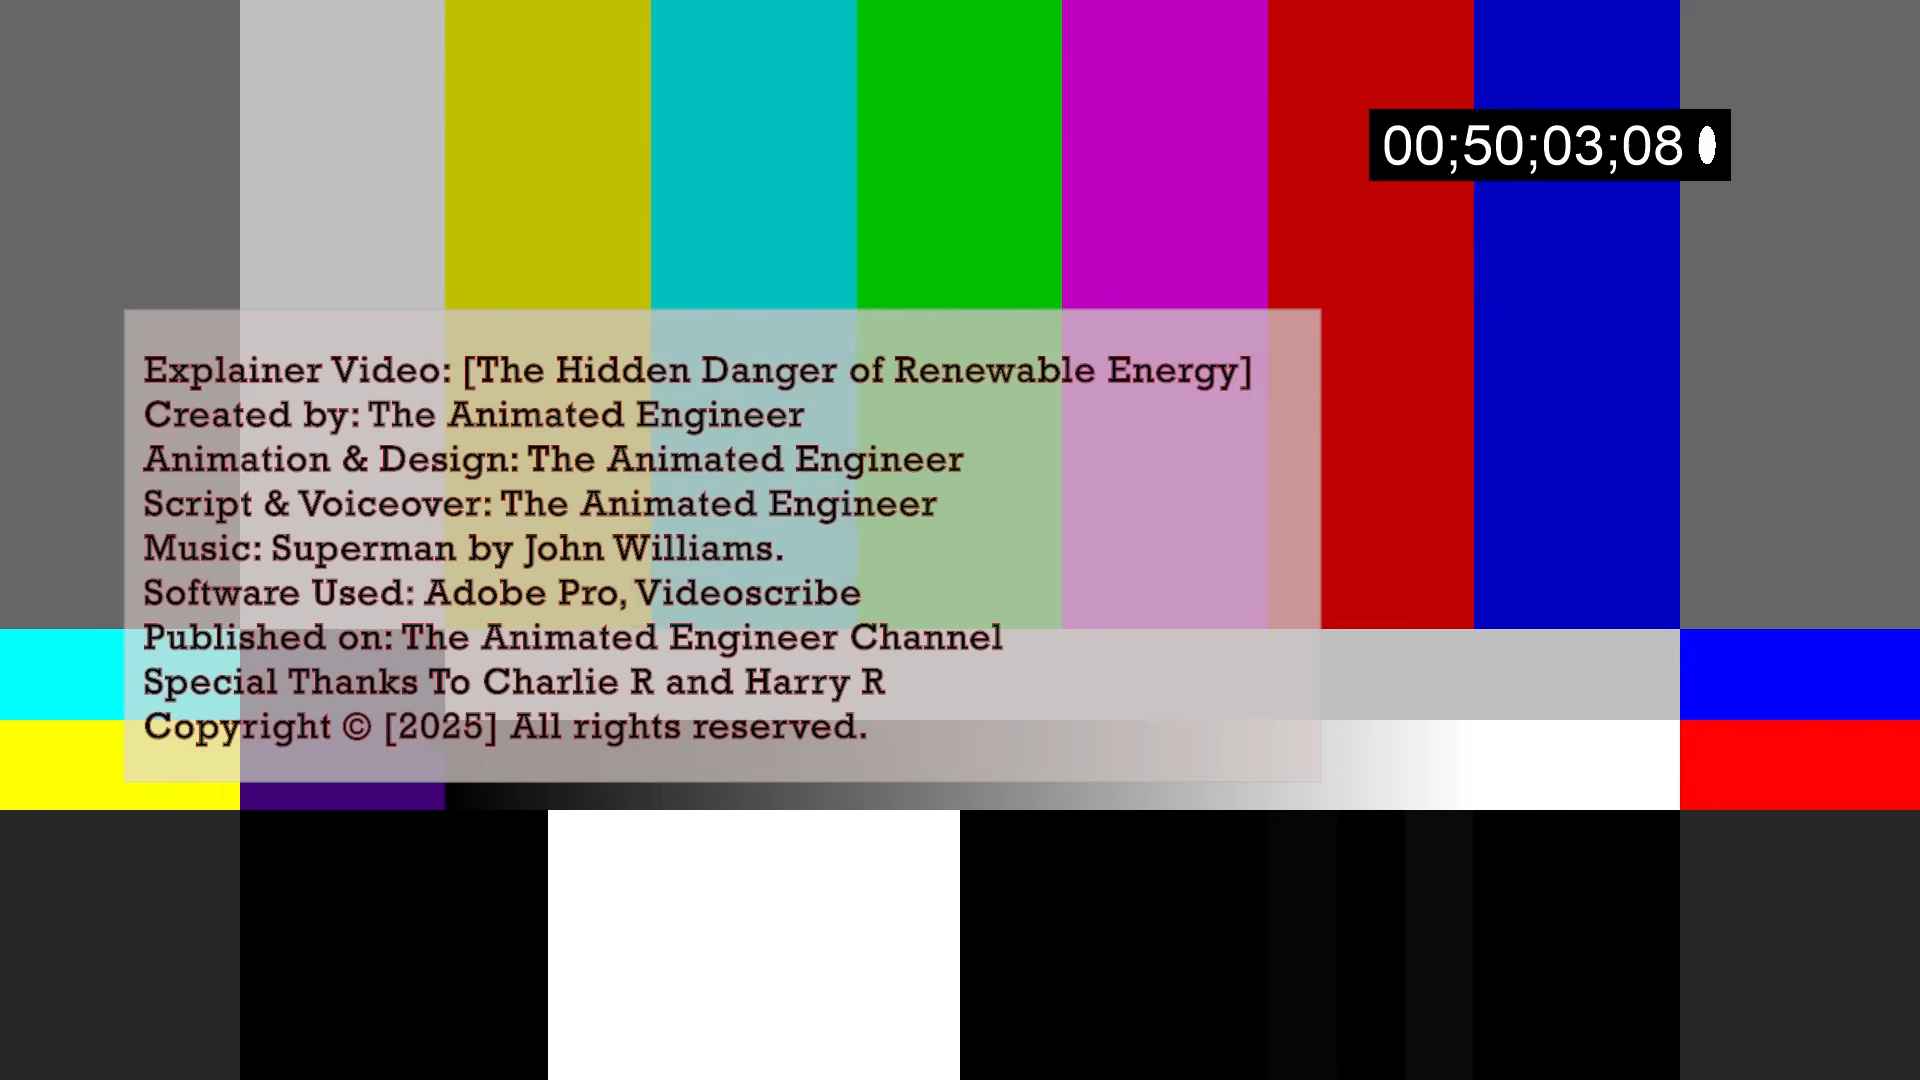 00;50;03;08
Explainer Video: [The Hidden Danger of Renewable Energy]
Created by: The Animated Engineer
Animation & Design: The Animated Engineer
Script & Voiceover: The Animated Engineer
Music: Superman by John Williams.
Software Used: Adobe Pro, Videoscribe
Published on: The Animated Engineer Channel
Special Thanks To Charlie R and Harry R
Copyright © [2025] All rights reserved.